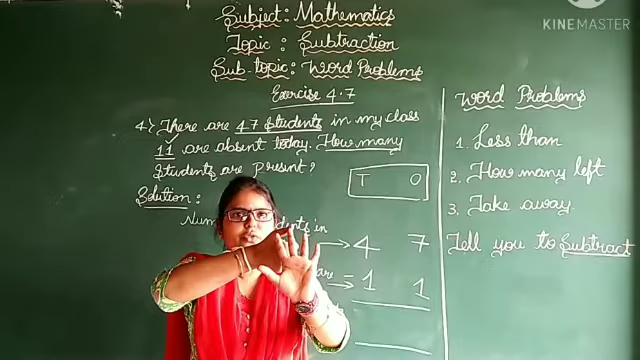 Subject: Mathematics
Topic: Subtraction
Sub-topic: Word Problems
Exercise 4.7
4) There are 47 students in my class
11 are absent today. How many
students are present?
Solution:
T O
in
4 7
are = 1 1
Word Problems
1. Less than
2. How many left
3. Take away.
Tell you to Subtract
KINEMASTER